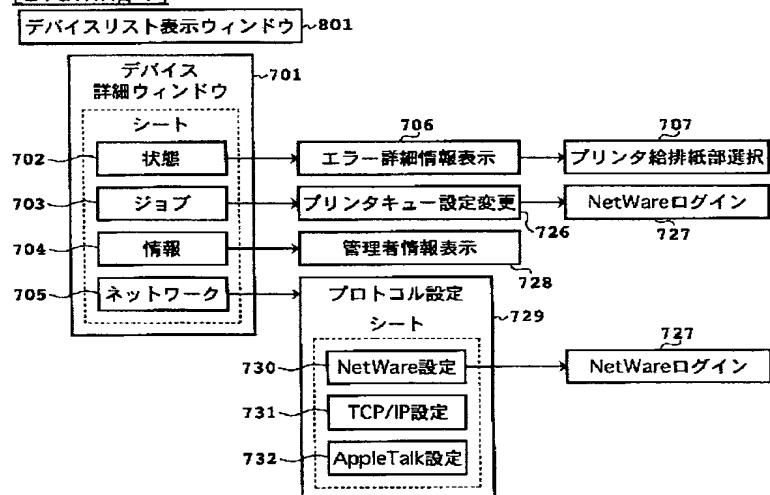 デバイスリスト表示ウィンドウ 801
デバイス
詳細ウィンドウ
701
シート
702 状態
706
エラー詳細情報表示
707
プリンタ給排紙部選択
703 ジョブ
プリンタキュー設定変更
726
NetWareログイン
727
704 情報
管理者情報表示
728
705 ネットワーク
プロトコル設定
729
シート
730 NetWare設定
727
NetWareログイン
731 TCP/IP設定
732 AppleTalk設定